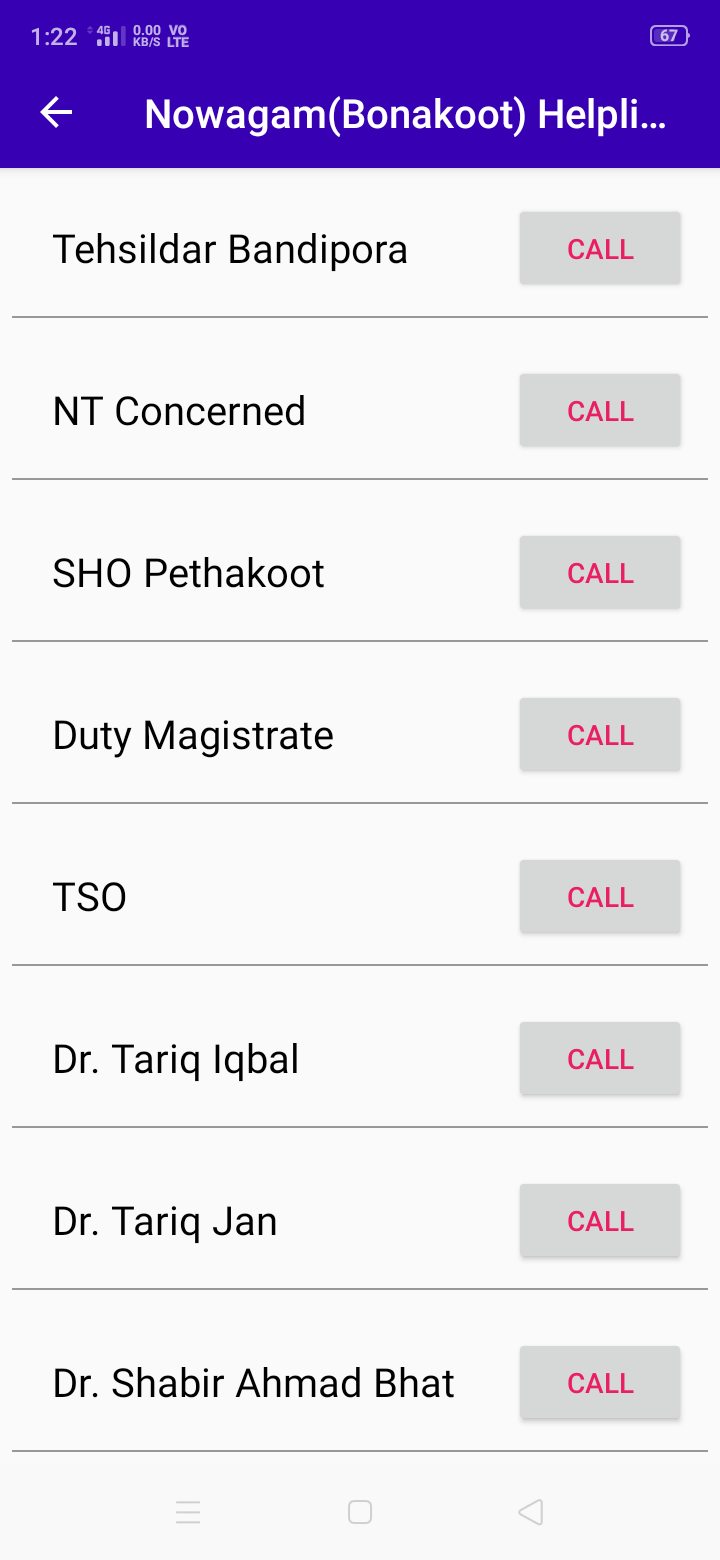 1:22 4G 0.00 KB/S VO LTE 67
Nowagam(Bonakoot) Helpli...
Tehsildar Bandipora CALL
NT Concerned CALL
SHO Pethakoot CALL
Duty Magistrate CALL
TSO CALL
Dr. Tariq Iqbal CALL
Dr. Tariq Jan CALL
Dr. Shabir Ahmad Bhat CALL